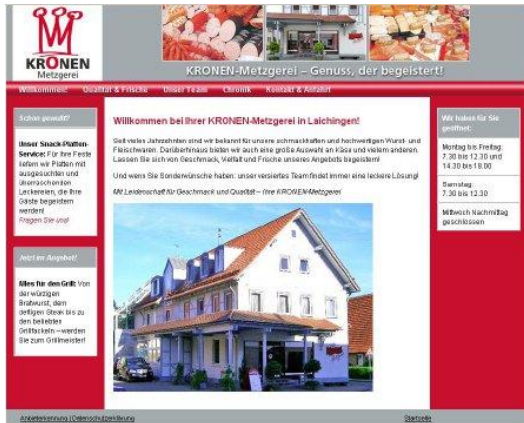 KRONEN
Metzgerei
KRONEN-Metzgerei – Genuss, der begeistert!
Willkommen! Qualität & Frische Unser Team Chronik Kontakt & Anfahrt
Schon gewußt?
Unser Snack-Platten-
Service: Für Ihre Feste
liefern wir Platten mit
ausgesuchten und
überraschenden
Leckereien, die Ihre
Gäste begeistern
werden!
Fragen Sie uns!
Jetzt im Angebot!
Alles für den Grill: Von
der würzigen
Bratwurst, dem
deftigen Steak bis zu
den beliebten
Grillfackeln – werden
Sie zum Grillmeister!
Willkommen bei Ihrer KRONEN-Metzgerei in Laichingen!
Seit vielen Jahrzehnten sind wir bekannt für unsere schmackhaften und hochwertigen Wurst- und
Fleischwaren. Darüberhinaus bieten wir auch eine große Auswahl an Käse und vielem anderen.
Lassen Sie sich von Geschmack, Vielfalt und Frische unseres Angebots begeistern!
Und wenn Sie Sonderwünsche haben: unser versiertes Team findet immer eine leckere Lösung!
Mit Leidenschaft für Geschmack und Qualität – Ihre KRONEN-Metzgerei
Wir haben für Sie
geöffnet:
Montag bis Freitag:
7.30 bis 12.30 und
14.30 bis 18.00
Samstag:
7.30 bis 12.30
Mittwoch Nachmittag
geschlossen
Anbieterkennung | Datenschutzerklärung
Startseite